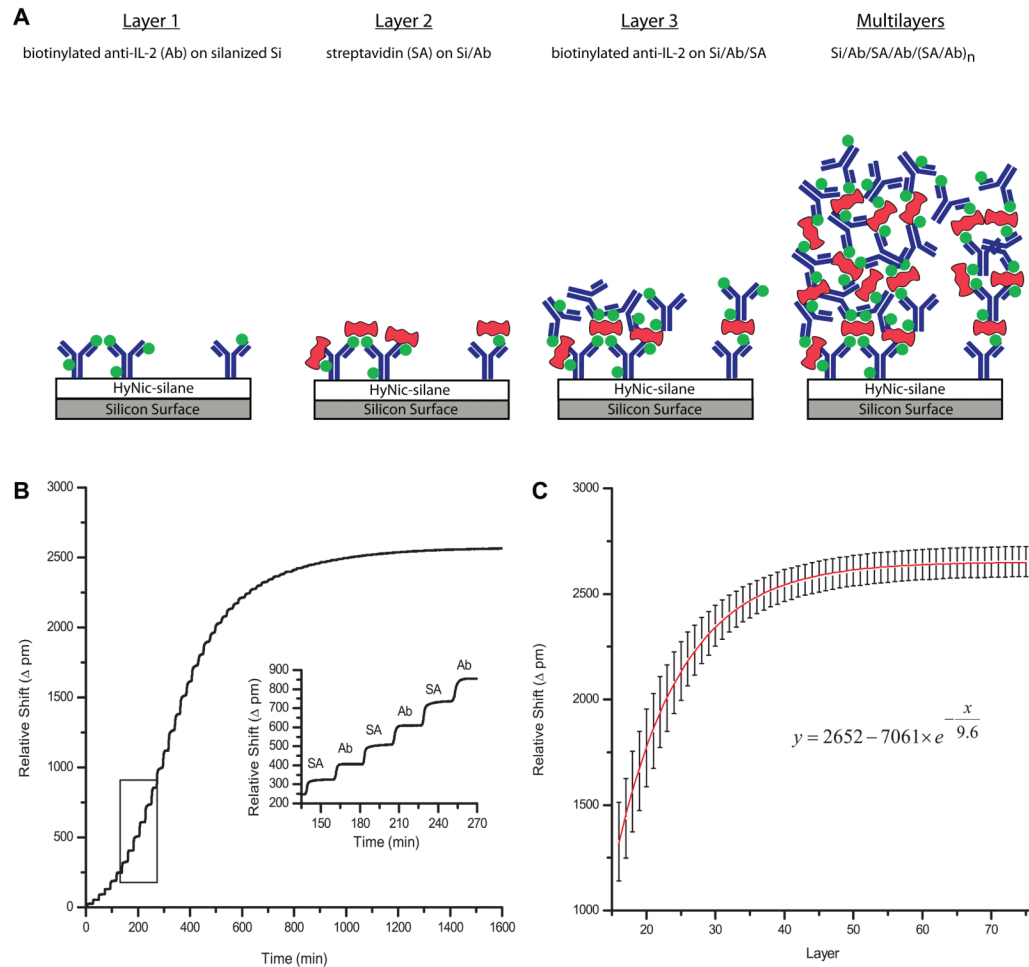 A
Layer 1
biotinylated anti-IL-2 (Ab) on silanized Si
Layer 2
streptavidin (SA) on Si/Ab
Layer 3
biotinylated anti-IL-2 on Si/Ab/SA
Multilayers
Si/Ab/SA/Ab/(SA/Ab)n
HyNic-silane
Silicon Surface
HyNic-silane
Silicon Surface
HyNic-silane
Silicon Surface
HyNic-silane
Silicon Surface
B
Relative Shift (Δ pm)
3000
2500
2000
1500
1000
500
0
0 200 400 600 800 1000 1200 1400 1600
Time (min)
Relative Shift (Δ pm)
900
800
700
600
500
400
300
200
SA
Ab
SA
Ab
SA
Ab
150 180 210 240 270
Time (min)
C
Relative Shift (Δ pm)
3000
2500
2000
1500
1000
y = 2652 − 7061 × e^(−x/9.6)
20 30 40 50 60 70
Layer